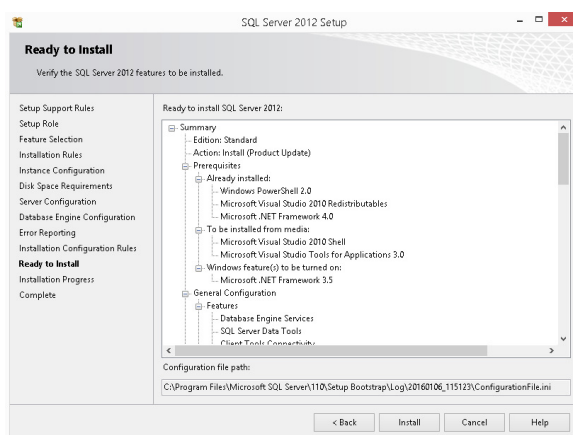 SQL Server 2012 Setup
Ready to Install
Verify the SQL Server 2012 features to be installed.
Setup Support Rules
Setup Role
Feature Selection
Installation Rules
Instance Configuration
Disk Space Requirements
Server Configuration
Database Engine Configuration
Error Reporting
Installation Configuration Rules
Ready to Install
Installation Progress
Complete
Ready to install SQL Server 2012:
Summary
Edition: Standard
Action: Install (Product Update)
Prerequisites
Already installed:
Windows PowerShell 2.0
Microsoft Visual Studio 2010 Redistributables
Microsoft .NET Framework 4.0
To be installed from media:
Microsoft Visual Studio 2010 Shell
Microsoft Visual Studio Tools for Applications 3.0
Windows feature(s) to be turned on:
Microsoft .NET Framework 3.5
General Configuration
Features
Database Engine Services
SQL Server Data Tools
Client Tools Connectivity
Configuration file path:
C:\Program Files\Microsoft SQL Server\110\Setup Bootstrap\Log\20160106_115123\ConfigurationFile.ini
< Back
Install
Cancel
Help